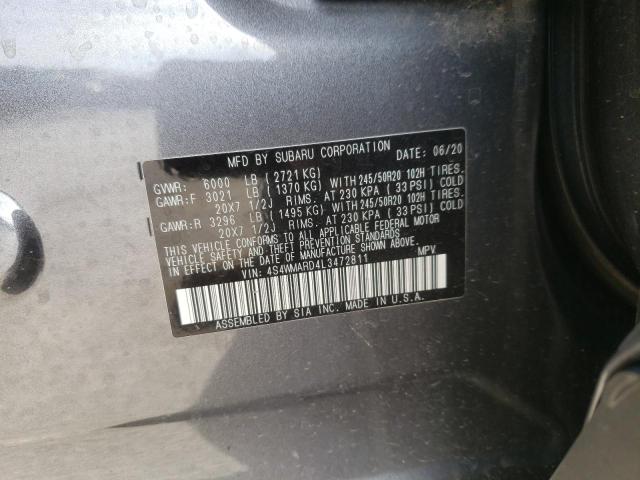 MFD BY SUBARU CORPORATION DATE: 06/20
GVWR: 6000 LB (2721 KG)
GAWR:F 3021 LB (1370 KG) WITH 245/50R20 102H TIRES.
20X7 1/2J RIMS. AT 230 KPA (33 PSI) COLD
GAWR:R 3296 LB (1495 KG) WITH 245/50R20 102H TIRES.
20X7 1/2J RIMS. AT 230 KPA (33 PSI) COLD
THIS VEHICLE CONFORMS TO ALL APPLICABLE FEDERAL MOTOR
VEHICLE SAFETY AND THEFT PREVENTION STANDARDS
IN EFFECT ON THE DATE OF MANUFACTURE SHOWN ABOVE.
VIN: 4S4WMARD4L3472811 MPV
ASSEMBLED BY SIA INC. MADE IN U.S.A.